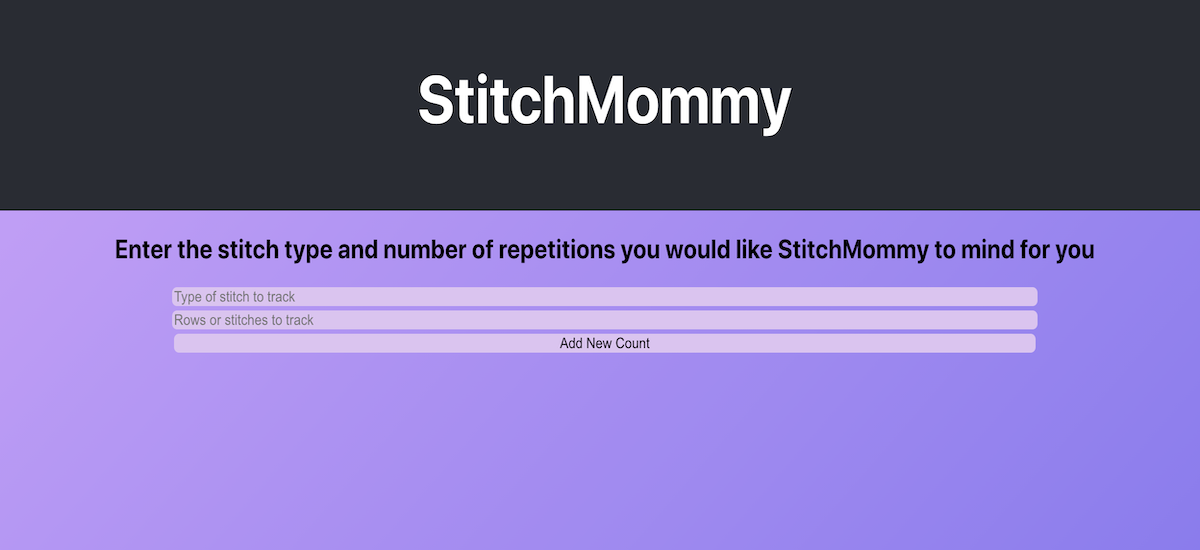 StitchMommy
Enter the stitch type and number of repetitions you would like StitchMommy to mind for you
Type of stitch to track
Rows or stitches to track
Add New Count